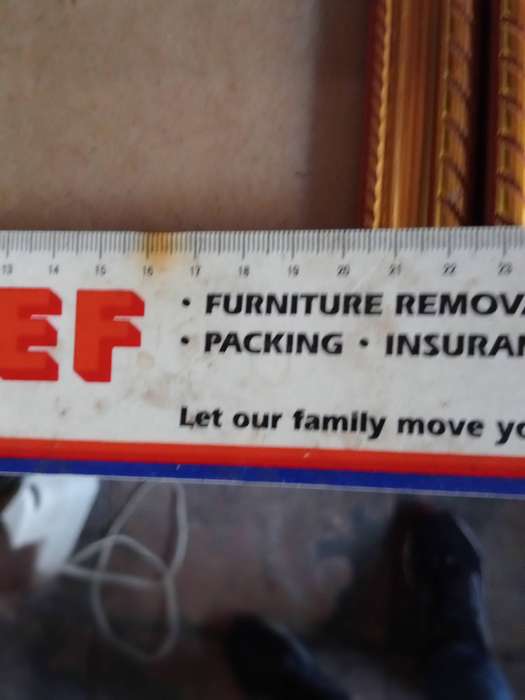 13 14 15 16 17 18 19 20 21 22 23
EF
• FURNITURE REMOVA
• PACKING • INSURAN
Let our family move yo